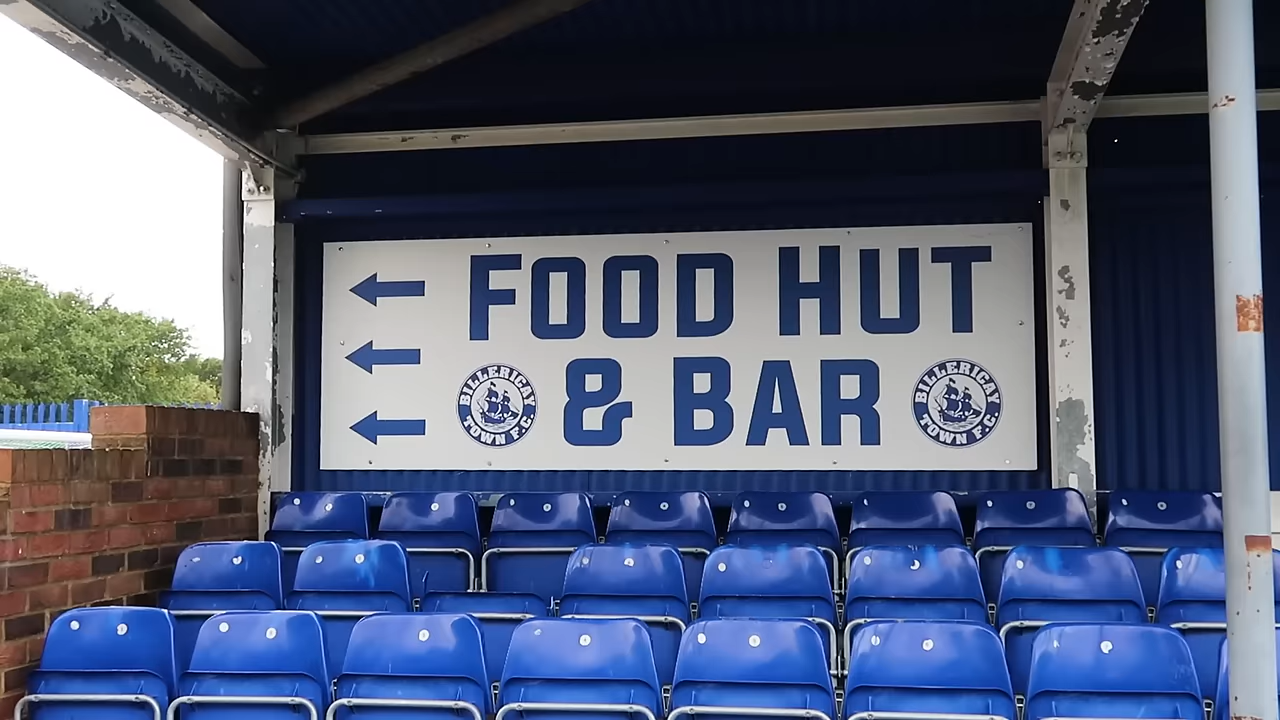 FOOD HUT
& BAR
BILLERICAY
TOWN F.C.
BILLERICAY
TOWN F.C.